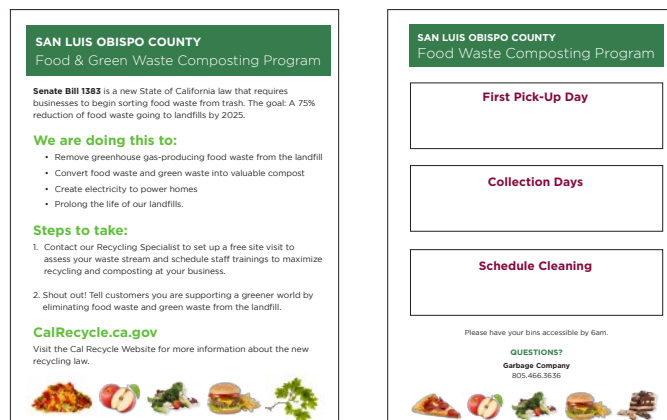 SAN LUIS OBISPO COUNTY
Food & Green Waste Composting Program
Senate Bill 1383 is a new State of California law that requires
businesses to begin sorting food waste from trash. The goal: A 75%
reduction of food waste going to landfills by 2025.
We are doing this to:
• Remove greenhouse gas-producing food waste from the landfill
• Convert food waste and green waste into valuable compost
• Create electricity to power homes
• Prolong the life of our landfills.
Steps to take:
1. Contact our Recycling Specialist to set up a free site visit to
assess your waste stream and schedule staff trainings to maximize
recycling and composting at your business.
2. Shout out! Tell customers you are supporting a greener world by
eliminating food waste and green waste from the landfill.
CalRecycle.ca.gov
Visit the Cal Recycle Website for more information about the new
recycling law.
SAN LUIS OBISPO COUNTY
Food Waste Composting Program
First Pick-Up Day
Collection Days
Schedule Cleaning
Please have your bins accessible by 6am.
QUESTIONS?
Garbage Company
805.466.3636